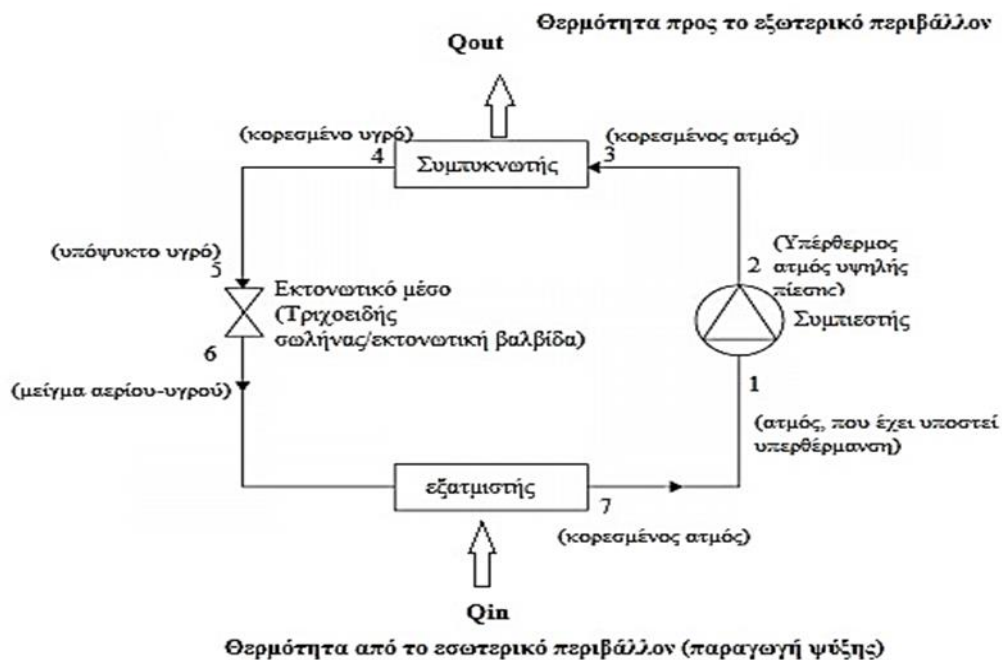 Θερμότητα προς το εξωτερικό περιβάλλον
Qout
(κορεσμένο υγρό)
4
Συμπυκνωτής
(κορεσμένος ατμός)
3
(υπόψυκτο υγρό)
5
Εκτονωτικό μέσο
(Τριχοειδής
σωλήνας/εκτονωτική βαλβίδα)
6
(μείγμα αερίου-υγρού)
2
(Υπέρθερμος
ατμός υψηλής
πίεσης)
Συμπιεστής
1
(ατμός, που έχει υποστεί
υπερθέρμανση)
εξατμιστής
7
(κορεσμένος ατμός)
Qin
Θερμότητα από το εσωτερικό περιβάλλον (παραγωγή ψύξης)